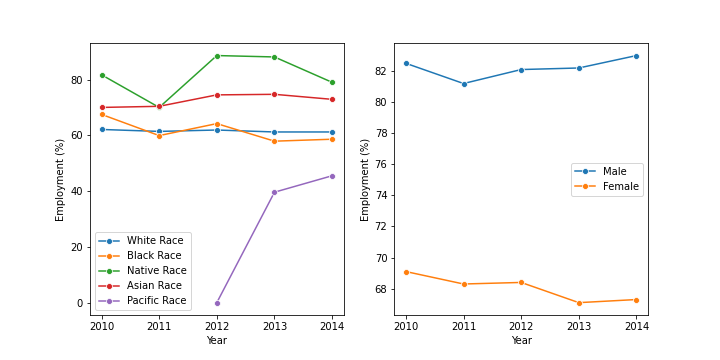 Employment (%)
80
60
40
20
0
White Race
Black Race
Native Race
Asian Race
Pacific Race
2010 2011 2012 2013 2014
Year
Employment (%)
82
80
78
76
74
72
70
68
Male
Female
2010 2011 2012 2013 2014
Year